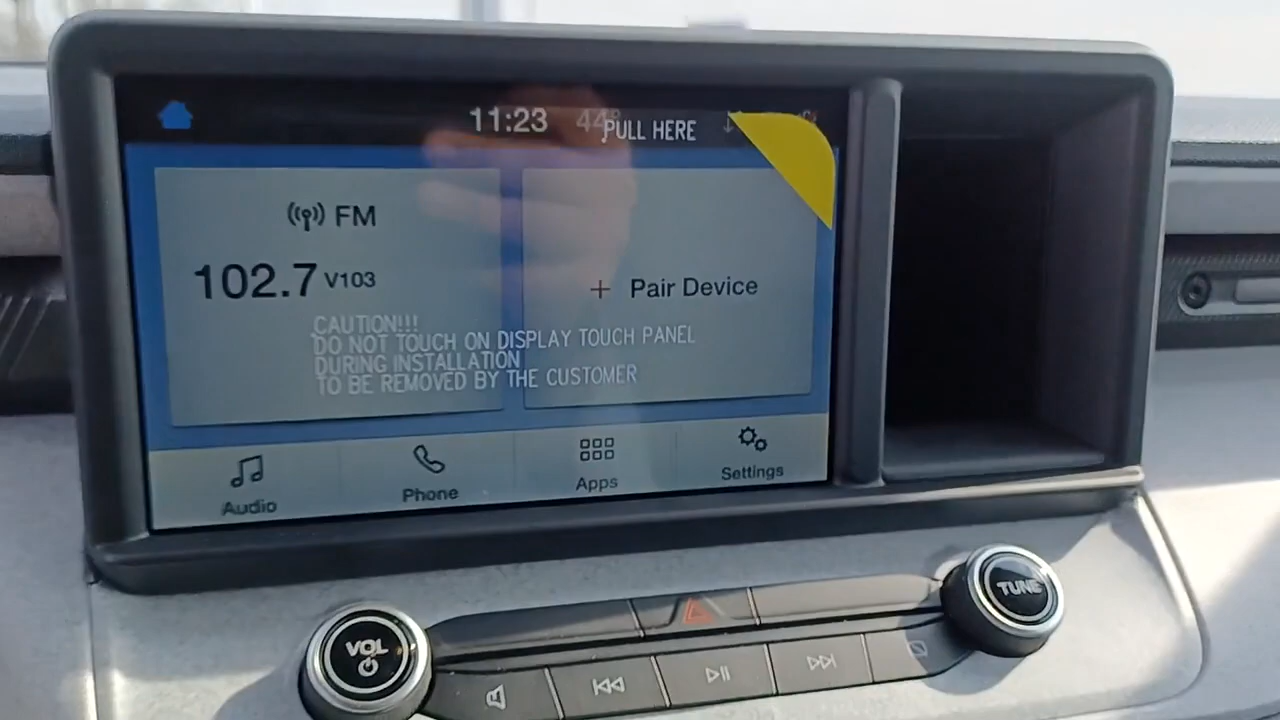 11:23 44°
PULL HERE
FM
102.7 V103
+ Pair Device
CAUTION!!!
DO NOT TOUCH ON DISPLAY TOUCH PANEL
DURING INSTALLATION
TO BE REMOVED BY THE CUSTOMER
Audio
Phone
Apps
Settings
VOL
TUNE